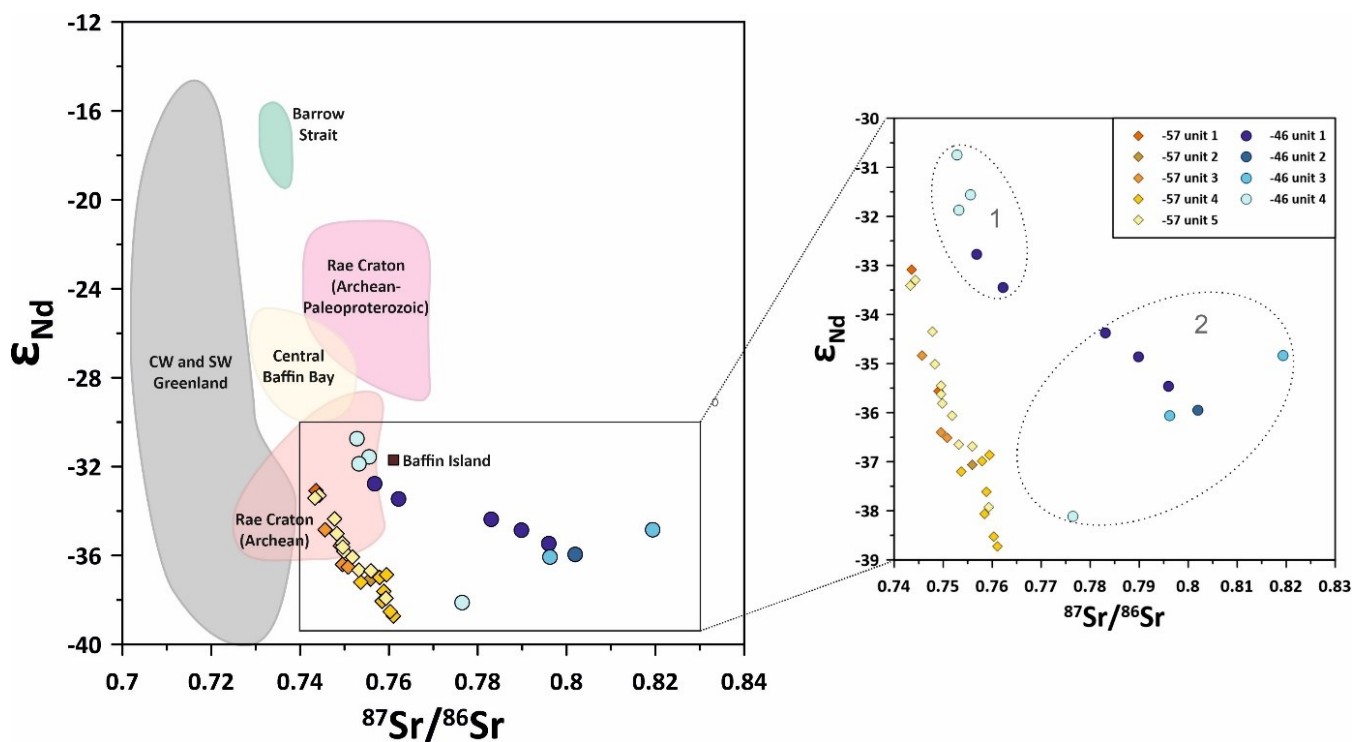 -12
-16
-20
-24
-28
-32
-36
-40
εNd
0.7
0.72
0.74
0.76
0.78
0.8
0.82
0.84
⁸⁷Sr/⁸⁶Sr
Barrow
Strait
Rae Craton
(Archean-
Paleoproterozoic)
CW and SW
Greenland
Central
Baffin Bay
Baffin Island
Rae Craton
(Archean)
-30
-31
-32
-33
-34
-35
-36
-37
-38
-39
εNd
0.74
0.75
0.76
0.77
0.78
0.79
0.8
0.81
0.82
0.83
⁸⁷Sr/⁸⁶Sr
-57 unit 1
-57 unit 2
-57 unit 3
-57 unit 4
-57 unit 5
-46 unit 1
-46 unit 2
-46 unit 3
-46 unit 4
1
2